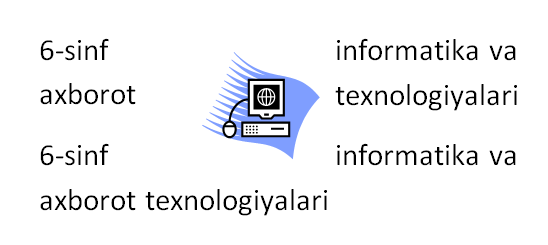 6-sinf informatika va
axborot texnologiyalari
6-sinf informatika va
axborot texnologiyalari